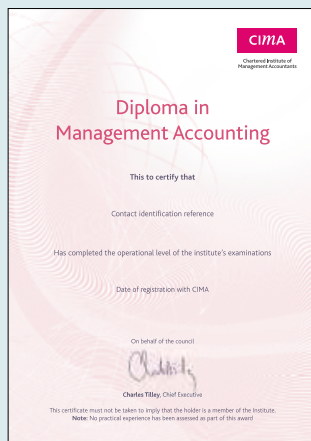 CIMA
Chartered Institute of
Management Accountants
Diploma in
Management Accounting
This to certify that
Contact identification reference
Has completed the operational level of the institute's examinations
Date of registration with CIMA
On behalf of the council
Charles Tilley, Chief Executive
This certificate must not be taken to imply that the holder is a member of the Institute.
Note: No practical experience has been assessed as part of this award